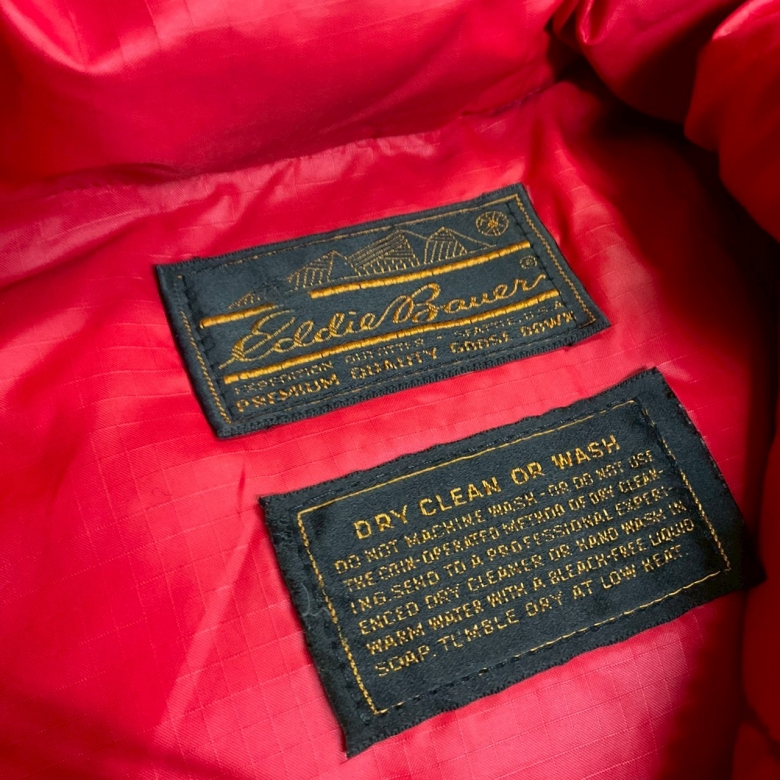 Eddie Bauer ®
EXPEDITION OUTFITTER • SEATTLE, U.S.A.
PREMIUM QUALITY GOOSE DOWN
DRY CLEAN OR WASH
DO NOT MACHINE WASH - OR DO NOT USE
THE COIN-OPERATED METHOD OF DRY CLEAN-
ING. SEND TO A PROFESSIONAL EXPERI-
ENCED DRY CLEANER OR HAND WASH IN
WARM WATER WITH A BLEACH-FREE LIQUID
SOAP. TUMBLE DRY AT LOW HEAT